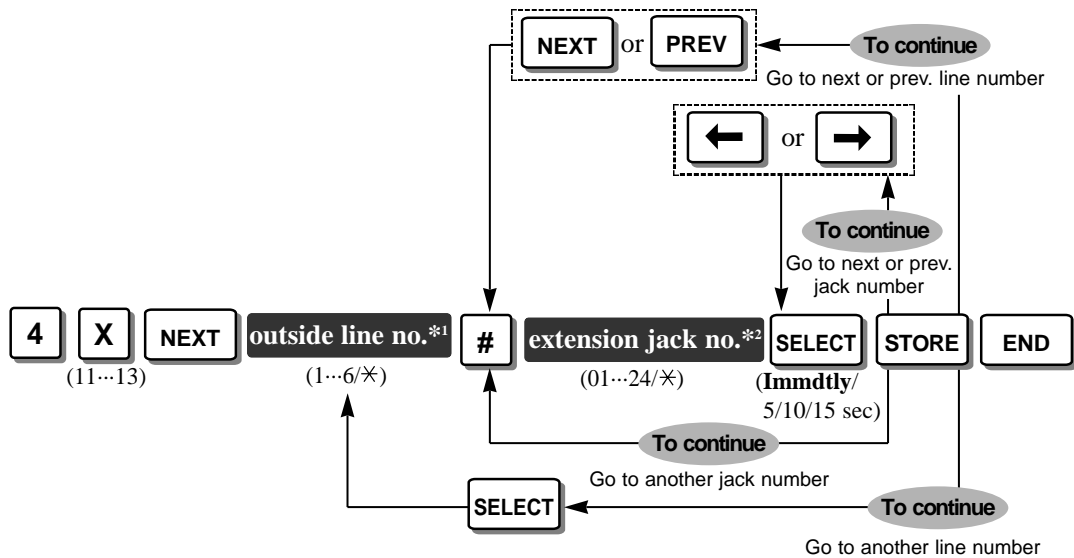 NEXT or PREV
To continue
Go to next or prev. line number
← or →
To continue
Go to next or prev.
jack number
4 X NEXT outside line no.*1 # extension jack no.*2 SELECT STORE END
(11···13) (1···6/✳) (01···24/✳) (Immdtly/
5/10/15 sec)
To continue
Go to another jack number
SELECT
To continue
Go to another line number